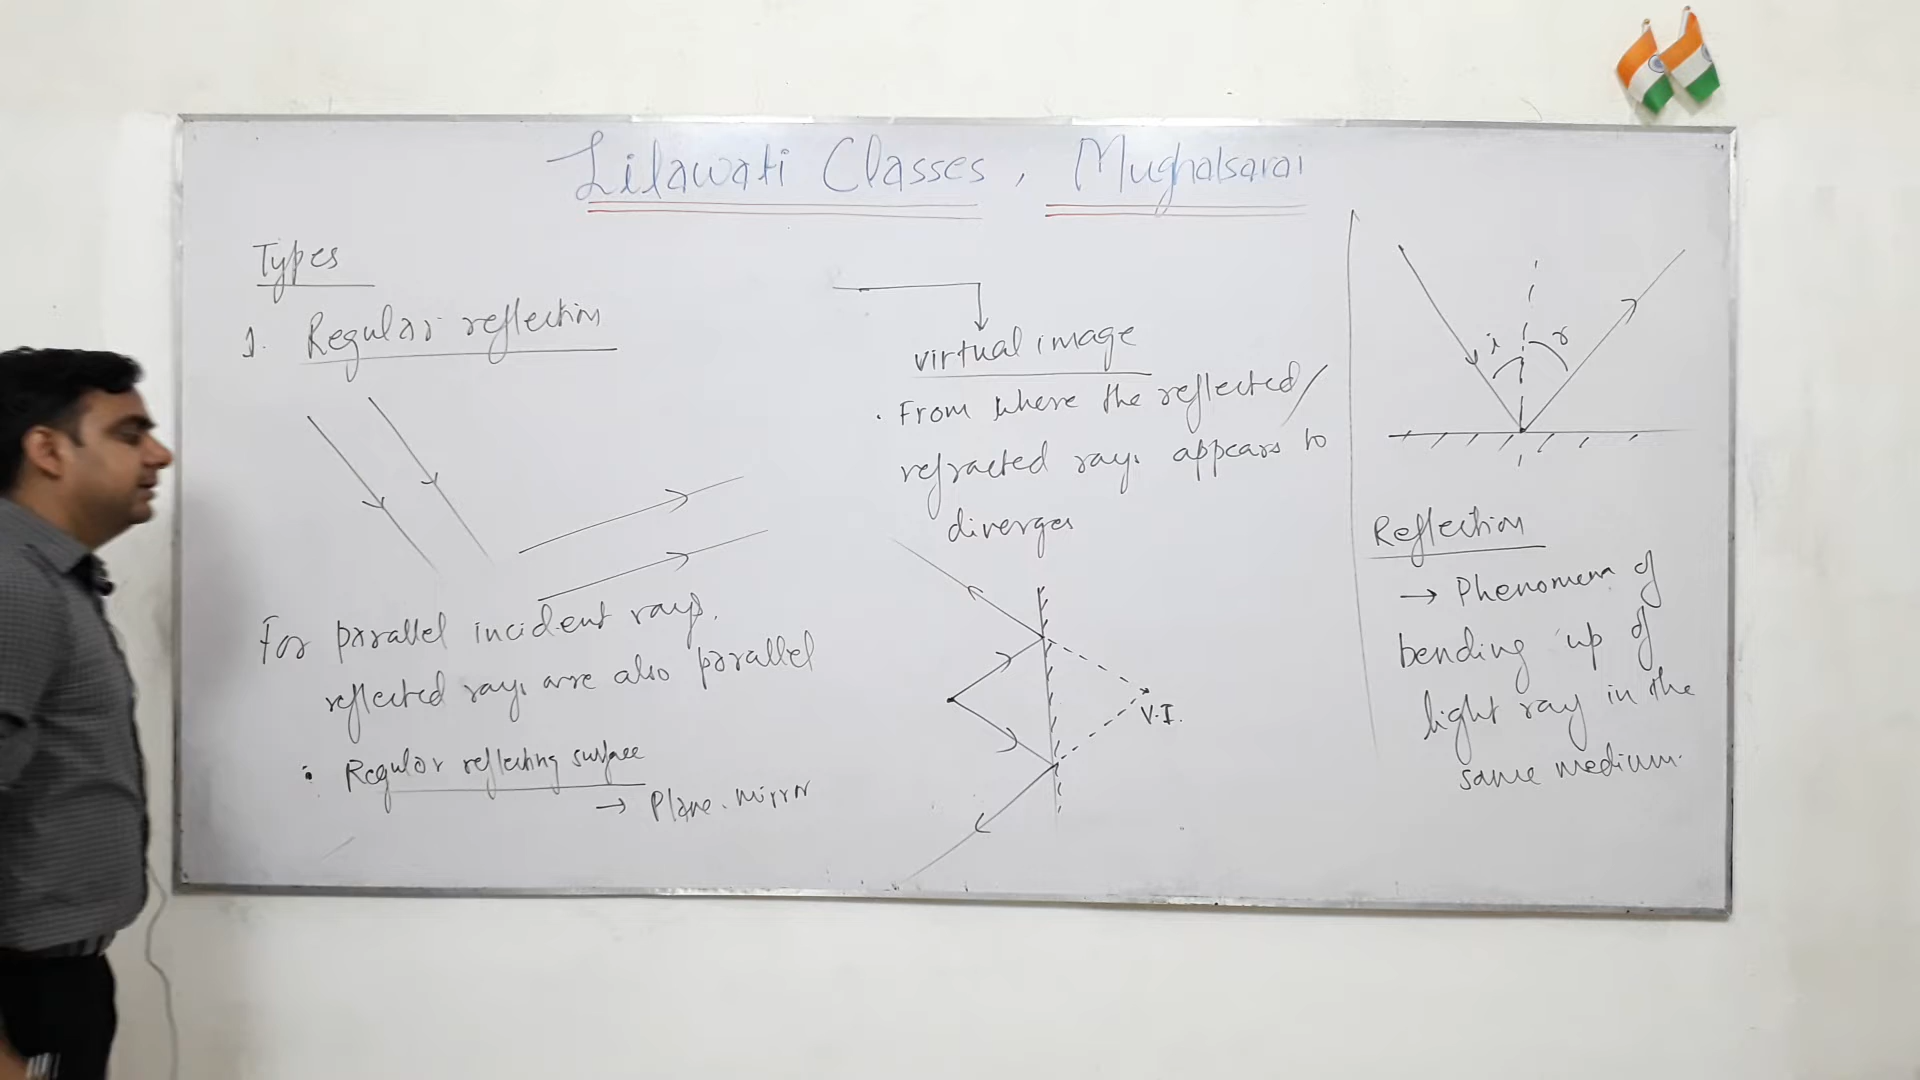 Lilawati Classes, Mughalsarai
Types
1. Regular reflection
For parallel incident rays,
reflected rays are also parallel
• Regular reflecting surface
→ Plane mirror
virtual image
• From where the reflected/
refracted rays appears to
diverges
V.I.
i r
Reflection
→ Phenomena of
bending up of
light ray in the
same medium.